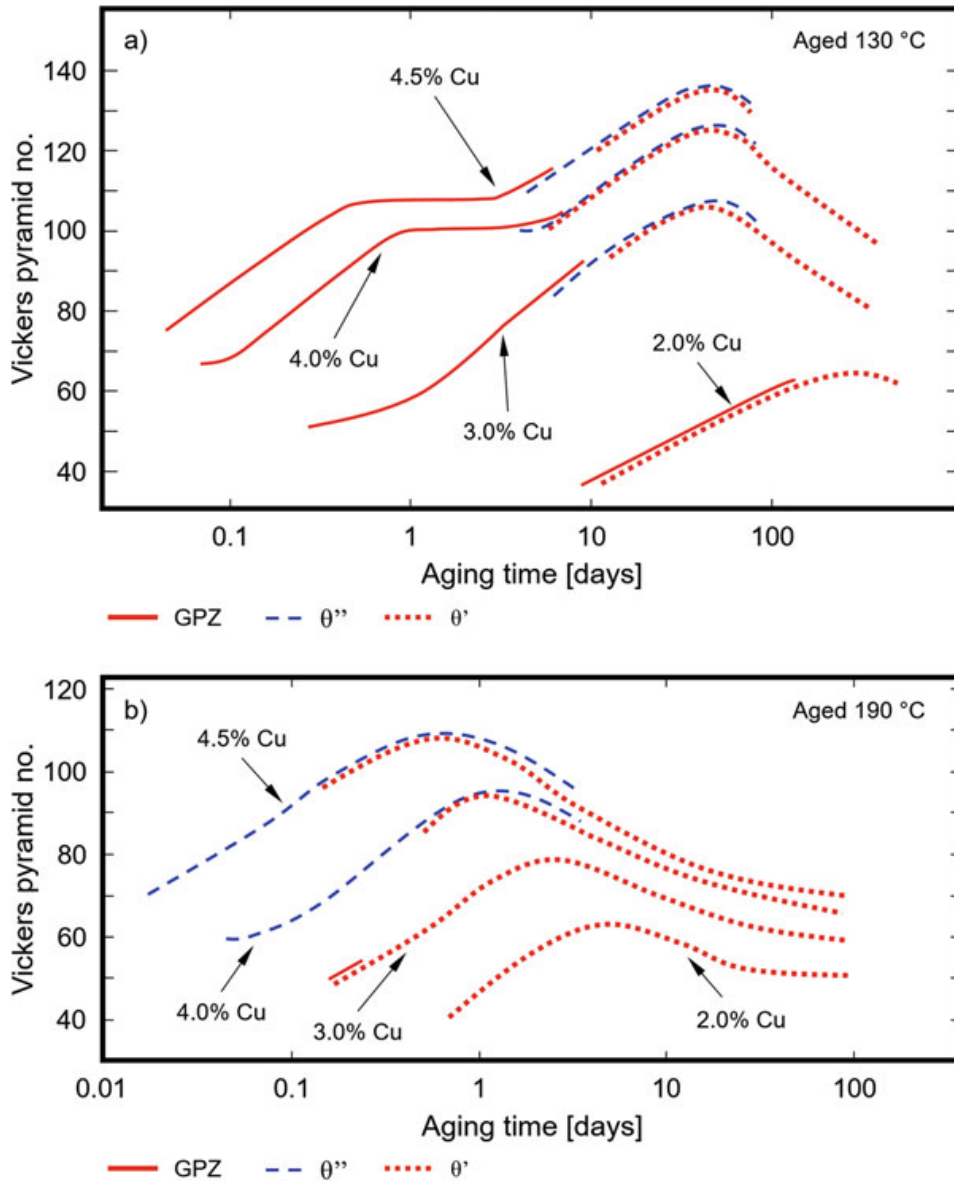 a)
Aged 130 °C
Vickers pyramid no.
140
120
100
80
60
40
4.5% Cu
4.0% Cu
3.0% Cu
2.0% Cu
0.1
1
10
100
Aging time [days]
GPZ
θ’’
θ’
b)
Aged 190 °C
Vickers pyramid no.
120
100
80
60
40
4.5% Cu
4.0% Cu
3.0% Cu
2.0% Cu
0.01
0.1
1
10
100
Aging time [days]
GPZ
θ’’
θ’